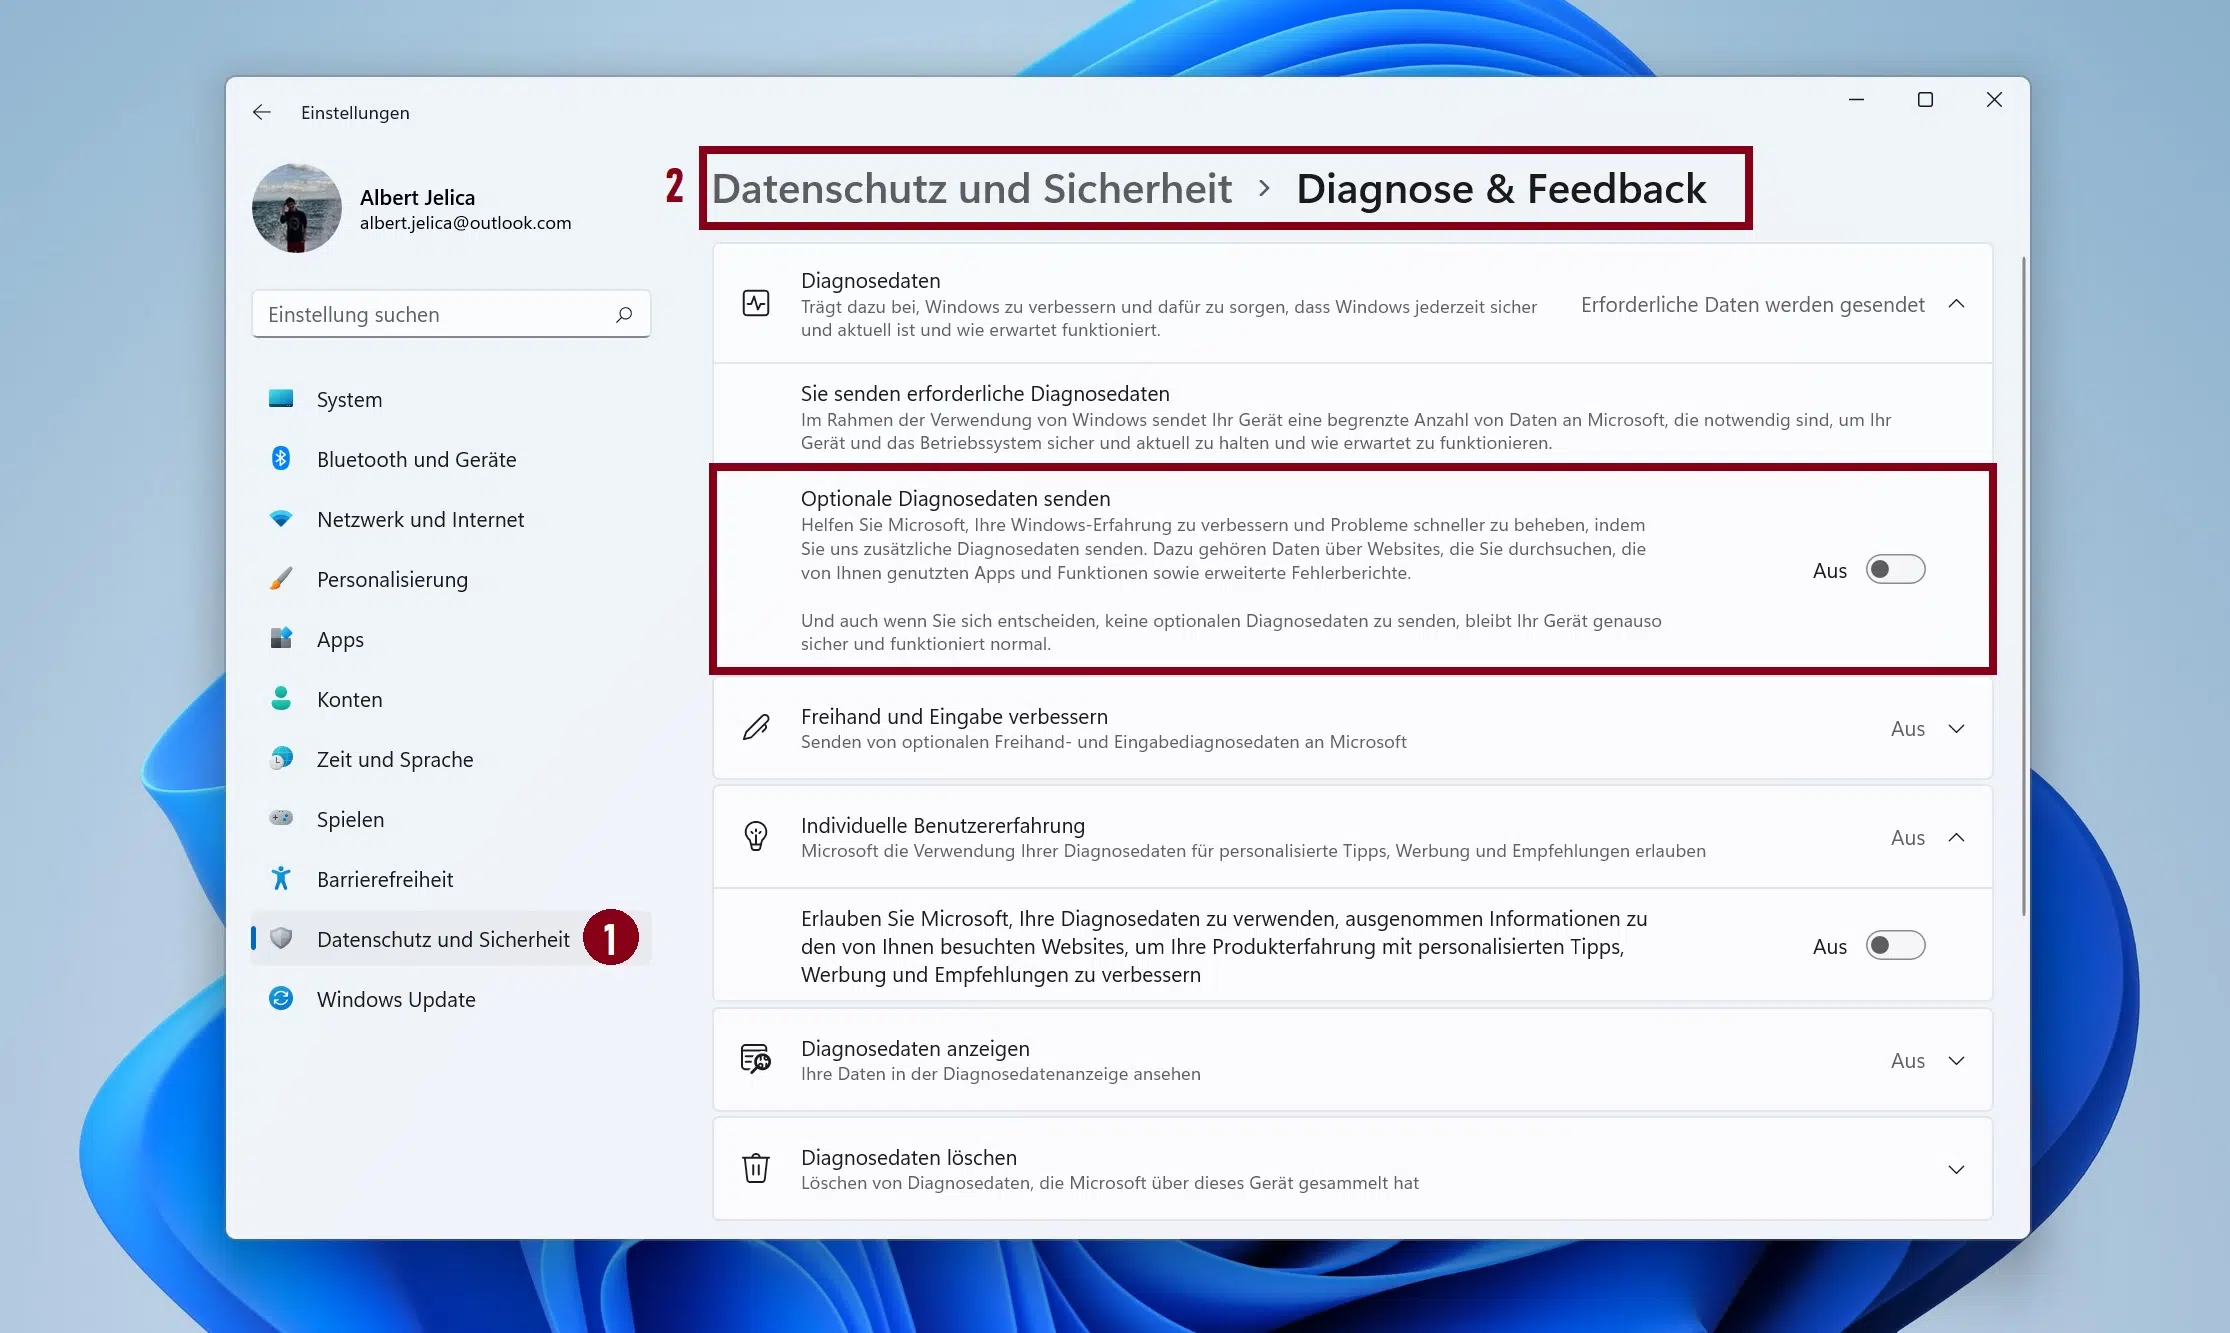 Einstellungen
Albert Jelica
albert.jelica@outlook.com
Einstellung suchen
System
Bluetooth und Geräte
Netzwerk und Internet
Personalisierung
Apps
Konten
Zeit und Sprache
Spielen
Barrierefreiheit
Datenschutz und Sicherheit 1
Windows Update
2 Datenschutz und Sicherheit › Diagnose & Feedback
Diagnosedaten
Trägt dazu bei, Windows zu verbessern und dafür zu sorgen, dass Windows jederzeit sicher
und aktuell ist und wie erwartet funktioniert.
Erforderliche Daten werden gesendet
Sie senden erforderliche Diagnosedaten
Im Rahmen der Verwendung von Windows sendet Ihr Gerät eine begrenzte Anzahl von Daten an Microsoft, die notwendig sind, um Ihr
Gerät und das Betriebssystem sicher und aktuell zu halten und wie erwartet zu funktionieren.
Optionale Diagnosedaten senden
Helfen Sie Microsoft, Ihre Windows-Erfahrung zu verbessern und Probleme schneller zu beheben, indem
Sie uns zusätzliche Diagnosedaten senden. Dazu gehören Daten über Websites, die Sie durchsuchen, die
von Ihnen genutzten Apps und Funktionen sowie erweiterte Fehlerberichte.
Und auch wenn Sie sich entscheiden, keine optionalen Diagnosedaten zu senden, bleibt Ihr Gerät genauso
sicher und funktioniert normal.
Aus
Freihand und Eingabe verbessern
Senden von optionalen Freihand- und Eingabediagnosedaten an Microsoft
Aus
Individuelle Benutzererfahrung
Microsoft die Verwendung Ihrer Diagnosedaten für personalisierte Tipps, Werbung und Empfehlungen erlauben
Aus
Erlauben Sie Microsoft, Ihre Diagnosedaten zu verwenden, ausgenommen Informationen zu
den von Ihnen besuchten Websites, um Ihre Produkterfahrung mit personalisierten Tipps,
Werbung und Empfehlungen zu verbessern
Aus
Diagnosedaten anzeigen
Ihre Daten in der Diagnosedatenanzeige ansehen
Aus
Diagnosedaten löschen
Löschen von Diagnosedaten, die Microsoft über dieses Gerät gesammelt hat